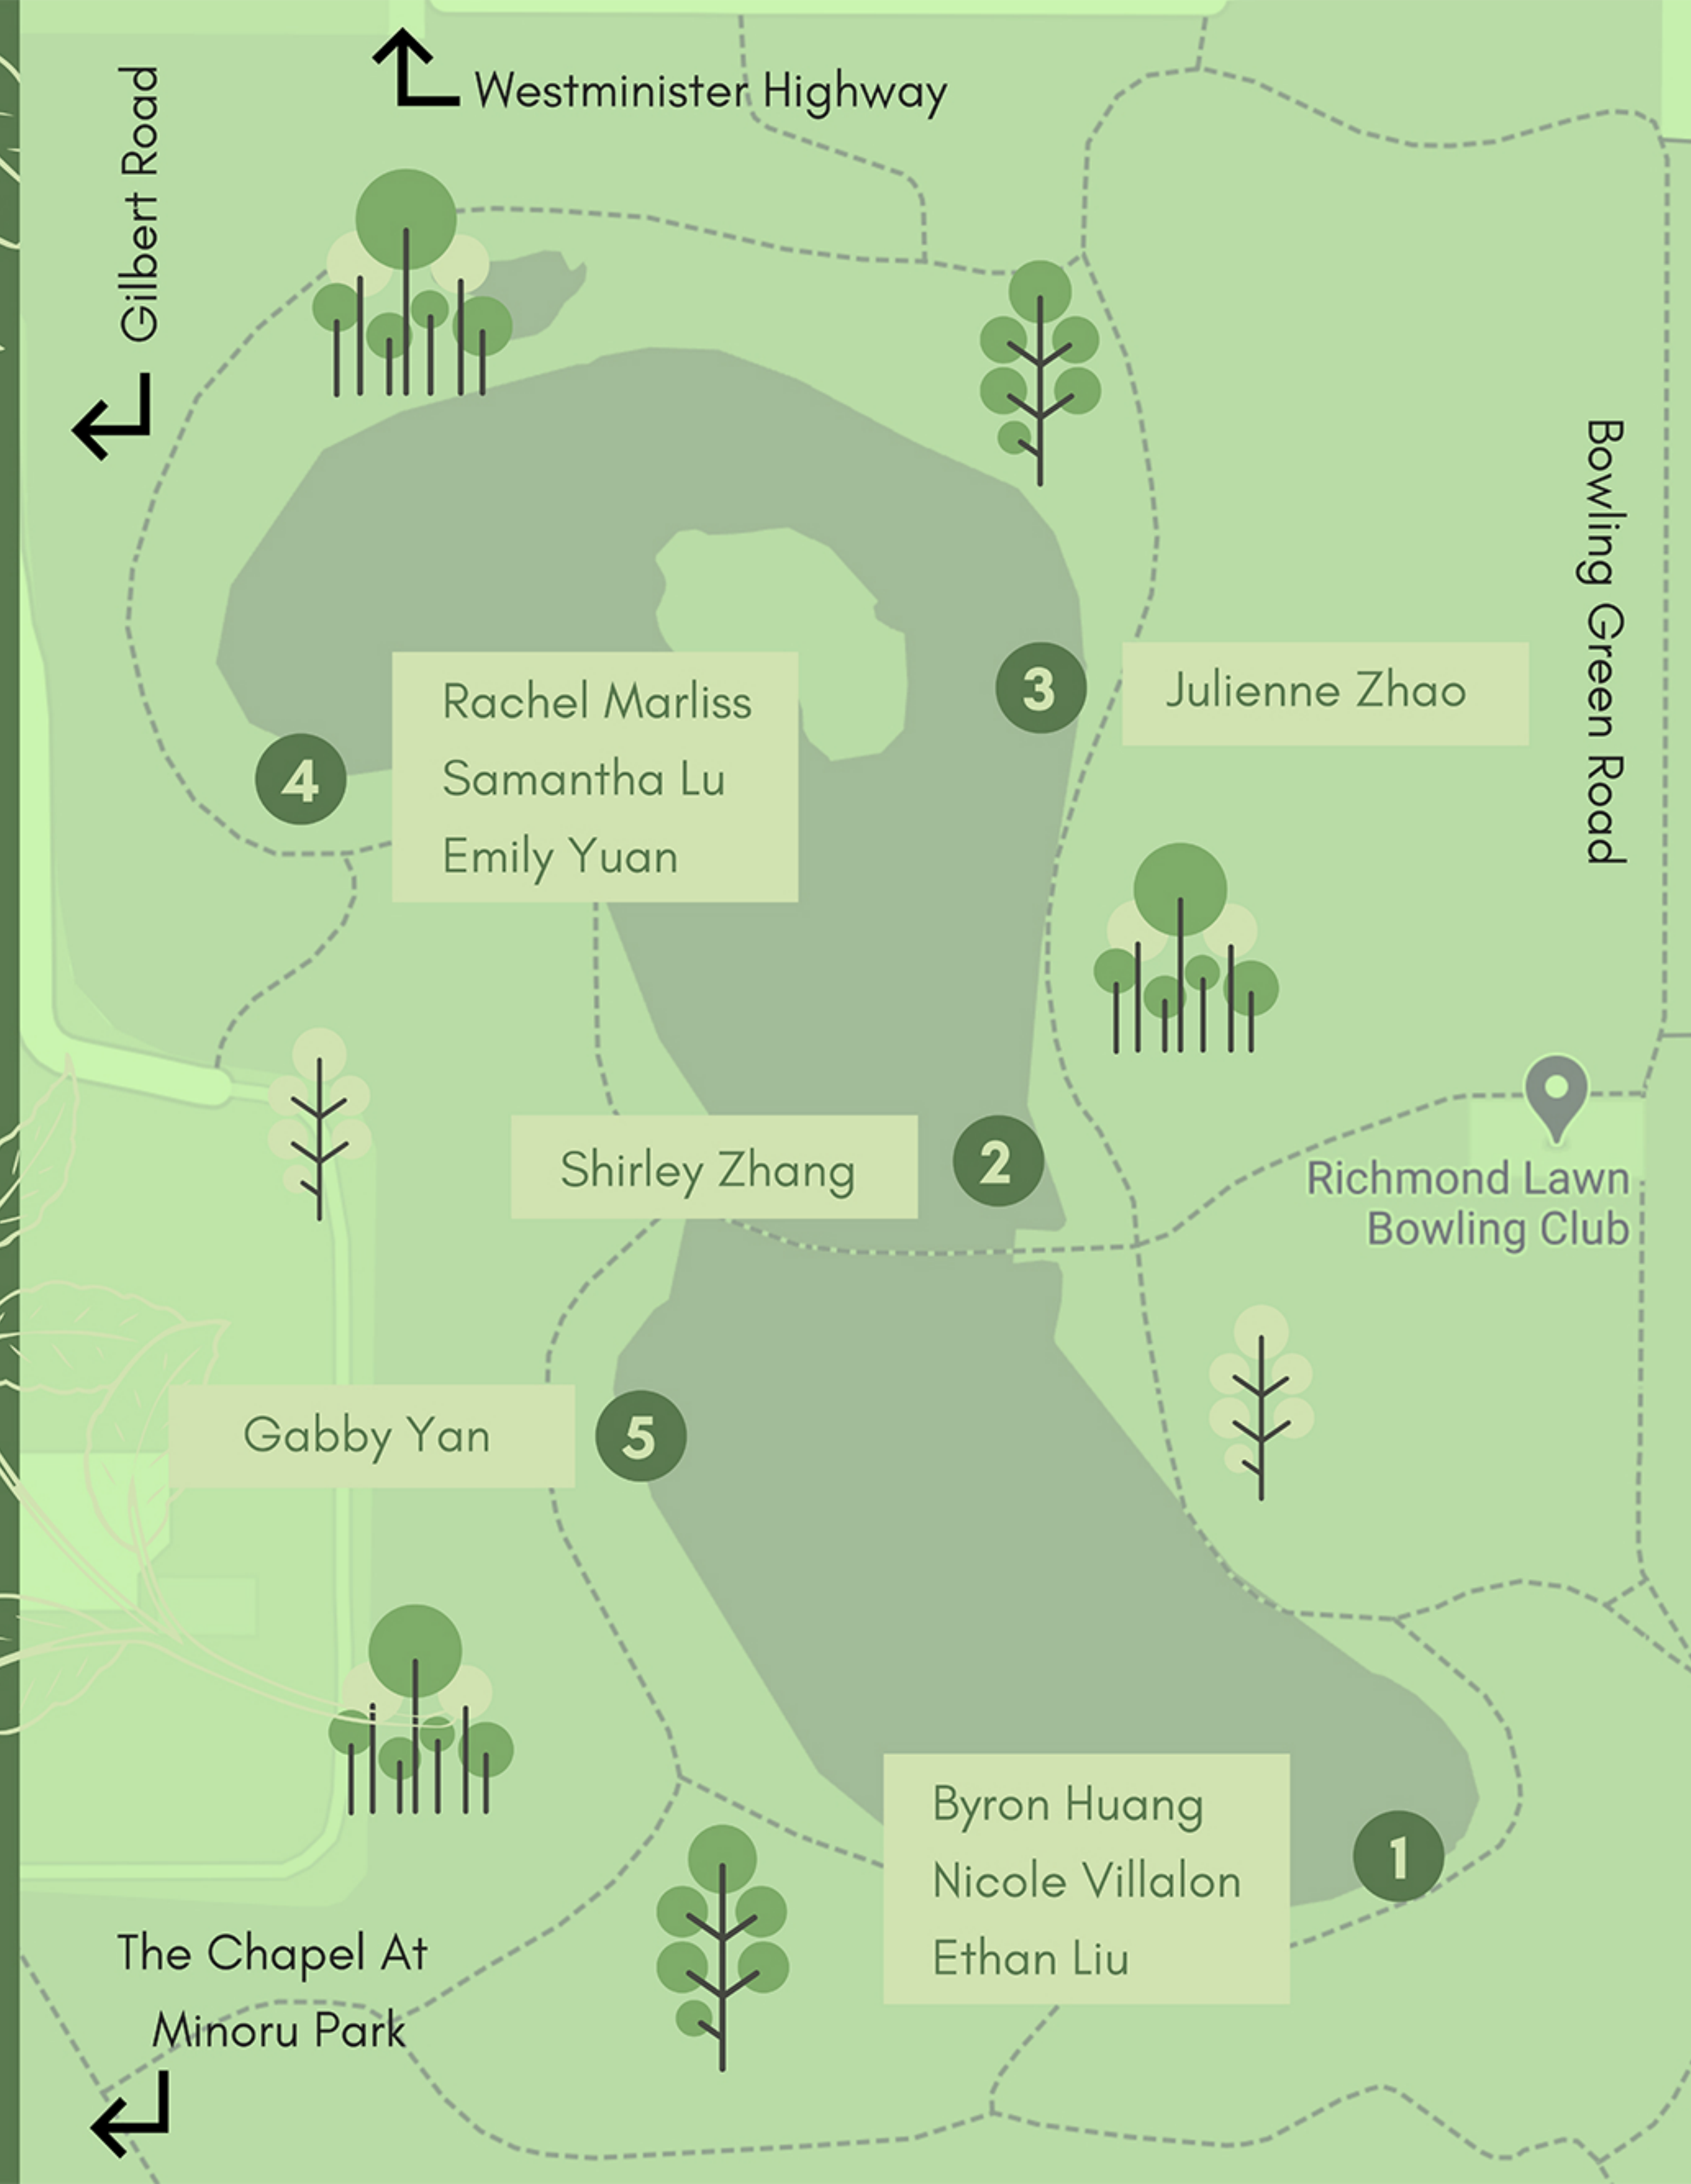 Westminister Highway
Gilbert Road
Bowling Green Road
3
Julienne Zhao
4
Rachel Marliss
Samantha Lu
Emily Yuan
Shirley Zhang
2
Richmond Lawn
Bowling Club
Gabby Yan
5
Byron Huang
Nicole Villalon
Ethan Liu
1
The Chapel At
Minoru Park